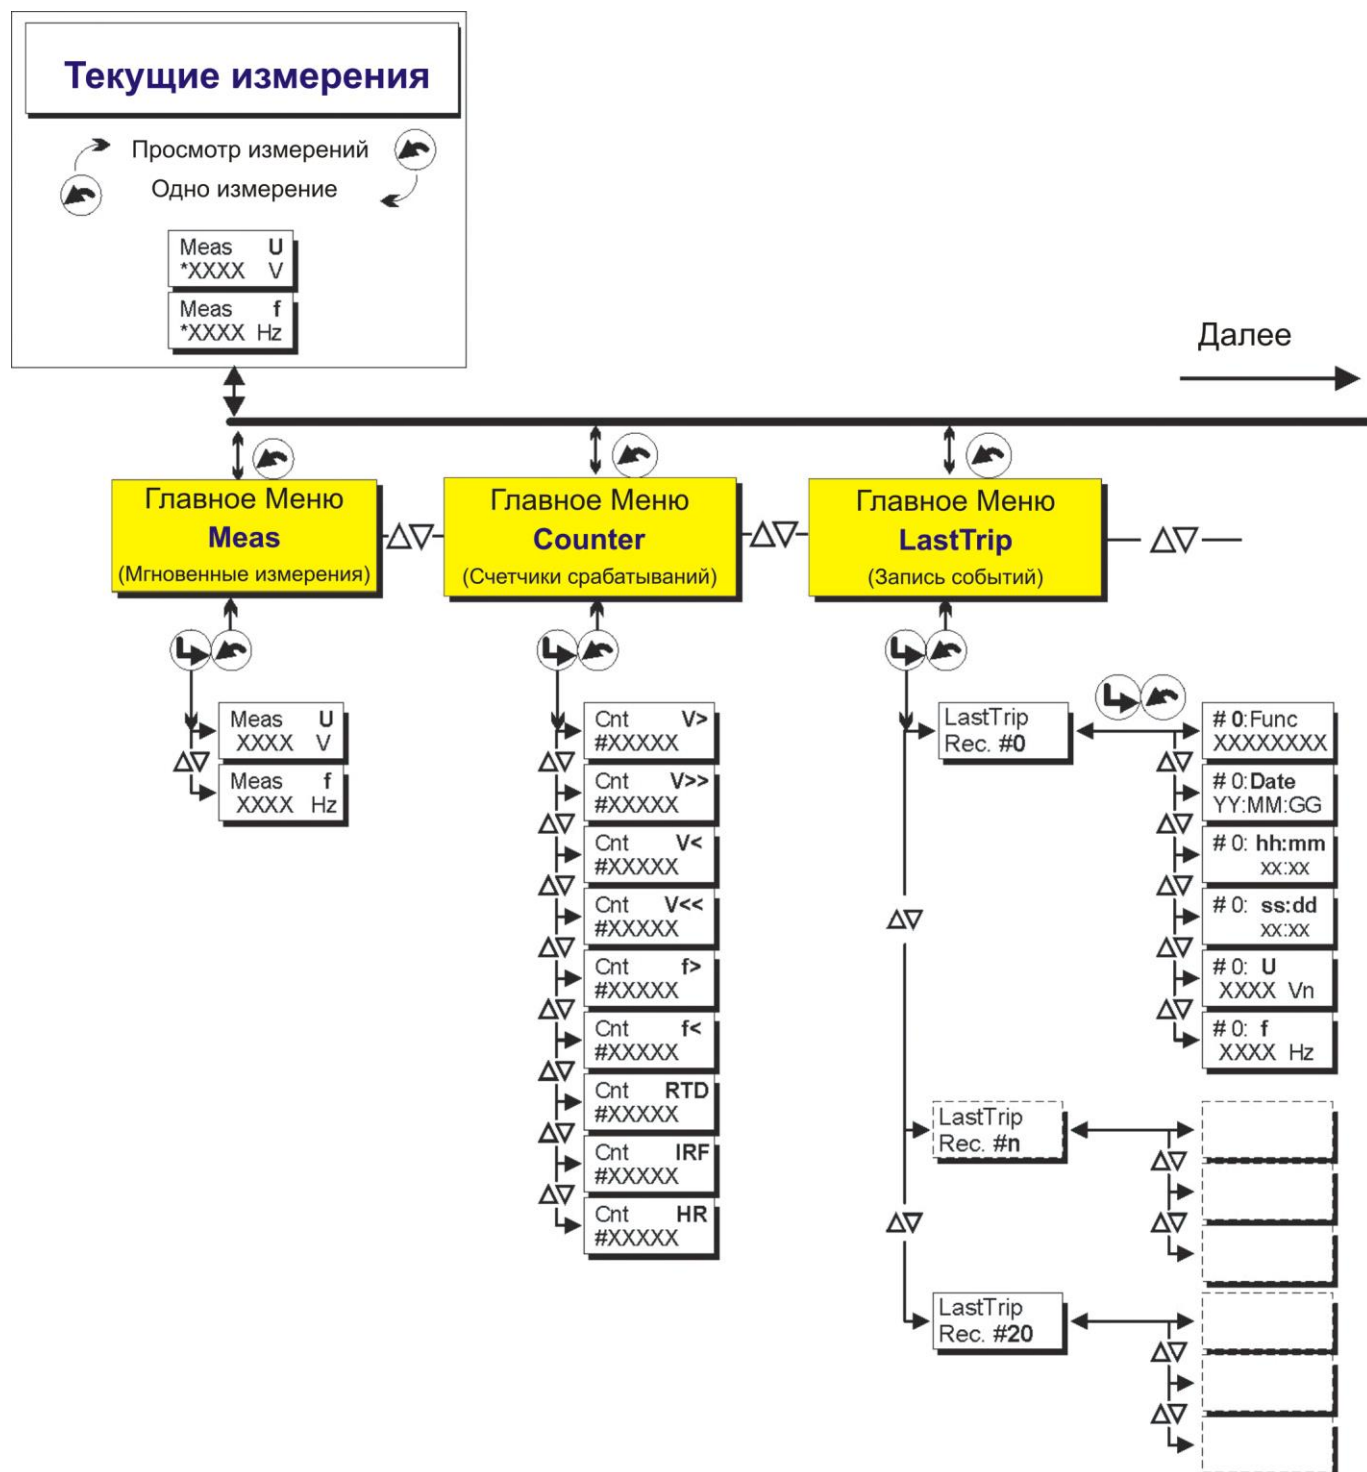 Текущие измерения
Просмотр измерений
Одно измерение
Meas U
*XXXX V
Meas f
*XXXX Hz
Далее
Главное Меню
Meas
(Мгновенные измерения)
Главное Меню
Counter
(Счетчики срабатываний)
Главное Меню
LastTrip
(Запись событий)
Meas U
XXXX V
Meas f
XXXX Hz
Cnt V>
#XXXXX
Cnt V>>
#XXXXX
Cnt V<
#XXXXX
Cnt V<<
#XXXXX
Cnt f>
#XXXXX
Cnt f<
#XXXXX
Cnt RTD
#XXXXX
Cnt IRF
#XXXXX
Cnt HR
#XXXXX
LastTrip
Rec. #0
# 0:Func
XXXXXXXX
# 0:Date
YY:MM:GG
# 0: hh:mm
xx:xx
# 0: ss:dd
xx:xx
# 0: U
XXXX Vn
# 0: f
XXXX Hz
LastTrip
Rec. #n
LastTrip
Rec. #20